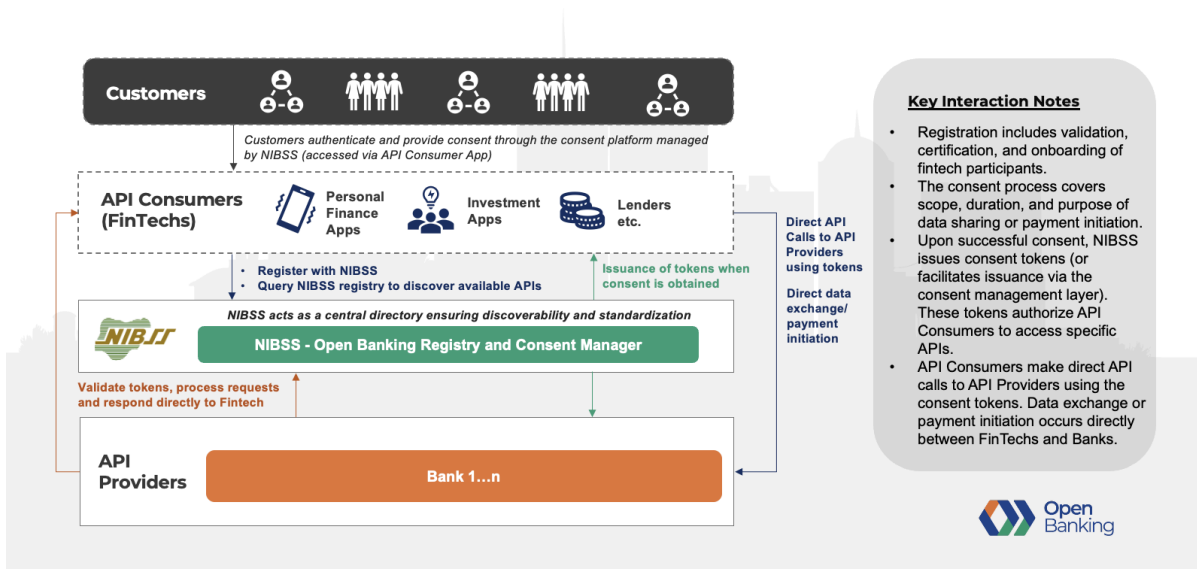 Customers
Customers authenticate and provide consent through the consent platform managed
by NIBSS (accessed via API Consumer App)
API Consumers
(FinTechs)
Personal
Finance
Apps
Investment
Apps
Lenders
etc.
• Register with NIBSS
• Query NIBSS registry to discover available APIs
Issuance of tokens when
consent is obtained
Direct API
Calls to API
Providers
using tokens
Direct data
exchange/
payment
initiation
NIBSS acts as a central directory ensuring discoverability and standardization
NIBSS
NIBSS - Open Banking Registry and Consent Manager
Validate tokens, process requests
and respond directly to Fintech
API
Providers
Bank 1…n
Key Interaction Notes
• Registration includes validation,
certification, and onboarding of
fintech participants.
• The consent process covers
scope, duration, and purpose of
data sharing or payment initiation.
• Upon successful consent, NIBSS
issues consent tokens (or
facilitates issuance via the
consent management layer).
These tokens authorize API
Consumers to access specific
APIs.
• API Consumers make direct API
calls to API Providers using the
consent tokens. Data exchange or
payment initiation occurs directly
between FinTechs and Banks.
Open
Banking